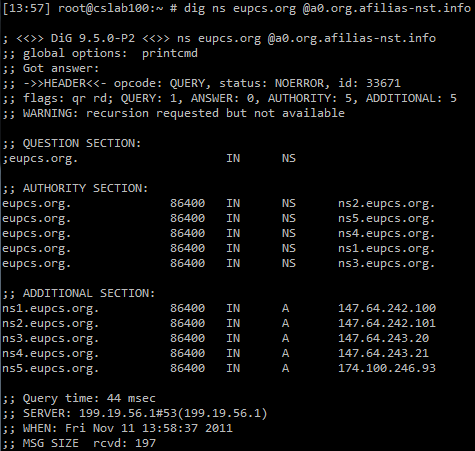 [13:57] root@cslab100:~ # dig ns eupcs.org @a0.org.afilias-nst.info
; <<>> DiG 9.5.0-P2 <<>> ns eupcs.org @a0.org.afilias-nst.info
;; global options:  printcmd
;; Got answer:
;; ->>HEADER<<- opcode: QUERY, status: NOERROR, id: 33671
;; flags: qr rd; QUERY: 1, ANSWER: 0, AUTHORITY: 5, ADDITIONAL: 5
;; WARNING: recursion requested but not available
;; QUESTION SECTION:
;eupcs.org.                     IN      NS
;; AUTHORITY SECTION:
eupcs.org.              86400   IN      NS      ns2.eupcs.org.
eupcs.org.              86400   IN      NS      ns5.eupcs.org.
eupcs.org.              86400   IN      NS      ns4.eupcs.org.
eupcs.org.              86400   IN      NS      ns1.eupcs.org.
eupcs.org.              86400   IN      NS      ns3.eupcs.org.
;; ADDITIONAL SECTION:
ns1.eupcs.org.          86400   IN      A       147.64.242.100
ns2.eupcs.org.          86400   IN      A       147.64.242.101
ns3.eupcs.org.          86400   IN      A       147.64.243.20
ns4.eupcs.org.          86400   IN      A       147.64.243.21
ns5.eupcs.org.          86400   IN      A       174.100.246.93
;; Query time: 44 msec
;; SERVER: 199.19.56.1#53(199.19.56.1)
;; WHEN: Fri Nov 11 13:58:37 2011
;; MSG SIZE  rcvd: 197